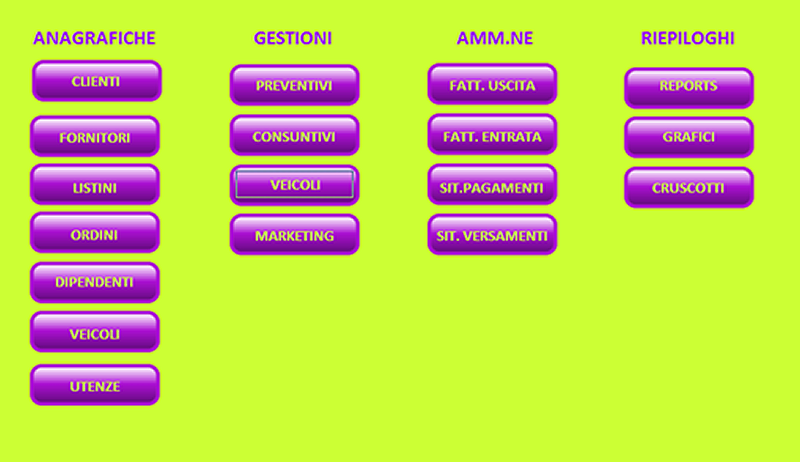 ANAGRAFICHE
CLIENTI
FORNITORI
LISTINI
ORDINI
DIPENDENTI
VEICOLI
UTENZE
GESTIONI
PREVENTIVI
CONSUNTIVI
VEICOLI
MARKETING
AMM.NE
FATT. USCITA
FATT. ENTRATA
SIT.PAGAMENTI
SIT. VERSAMENTI
RIEPILOGHI
REPORTS
GRAFICI
CRUSCOTTI